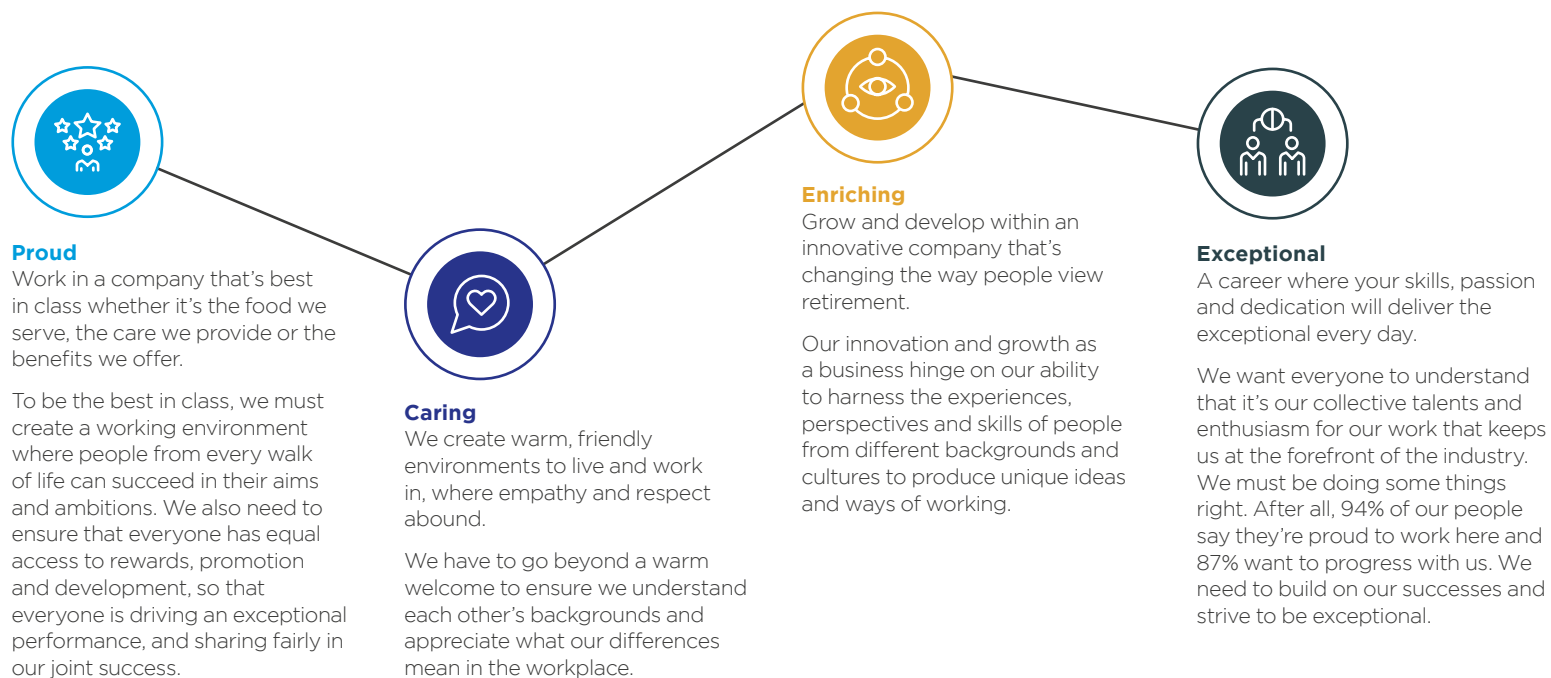 Proud
Work in a company that's best
in class whether it's the food we
serve, the care we provide or the
benefits we offer.
To be the best in class, we must
create a working environment
where people from every walk
of life can succeed in their aims
and ambitions. We also need to
ensure that everyone has equal
access to rewards, promotion
and development, so that
everyone is driving an exceptional
performance, and sharing fairly in
our joint success.
Caring
We create warm, friendly
environments to live and work
in, where empathy and respect
abound.
We have to go beyond a warm
welcome to ensure we understand
each other's backgrounds and
appreciate what our differences
mean in the workplace.
Enriching
Grow and develop within an
innovative company that's
changing the way people view
retirement.
Our innovation and growth as
a business hinge on our ability
to harness the experiences,
perspectives and skills of people
from different backgrounds and
cultures to produce unique ideas
and ways of working.
Exceptional
A career where your skills, passion
and dedication will deliver the
exceptional every day.
We want everyone to understand
that it's our collective talents and
enthusiasm for our work that keeps
us at the forefront of the industry.
We must be doing some things
right. After all, 94% of our people
say they're proud to work here and
87% want to progress with us. We
need to build on our successes and
strive to be exceptional.